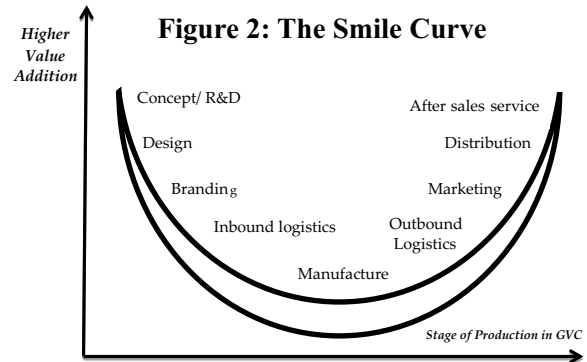 Figure 2: The Smile Curve
Higher
Value
Addition
Concept/ R&D
After sales service
Design
Distribution
Branding
Marketing
Inbound logistics
Outbound
Logistics
Manufacture
Stage of Production in GVC